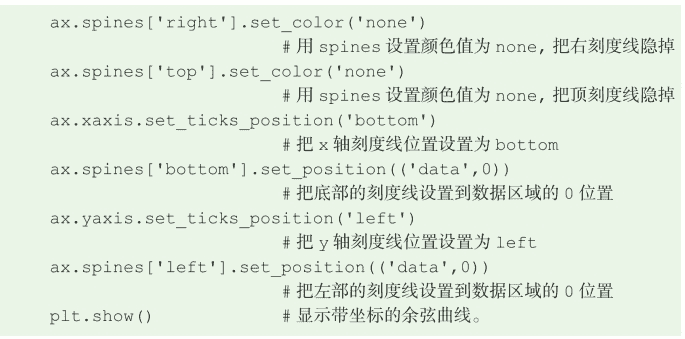 ax.spines['right'].set_color('none')
#用 spines 设置颜色值为 none, 把右刻度线隐掉
ax.spines['top'].set_color('none')
#用 spines 设置颜色值为 none, 把顶刻度线隐掉
ax.xaxis.set_ticks_position('bottom')
#把 x 轴刻度线位置设置为 bottom
ax.spines['bottom'].set_position(('data',0))
#把底部的刻度线设置到数据区域的 0 位置
ax.yaxis.set_ticks_position('left')
#把 y 轴刻度线位置设置为 left
ax.spines['left'].set_position(('data',0))
#把左部的刻度线设置到数据区域的 0 位置
plt.show() #显示带坐标的余弦曲线。